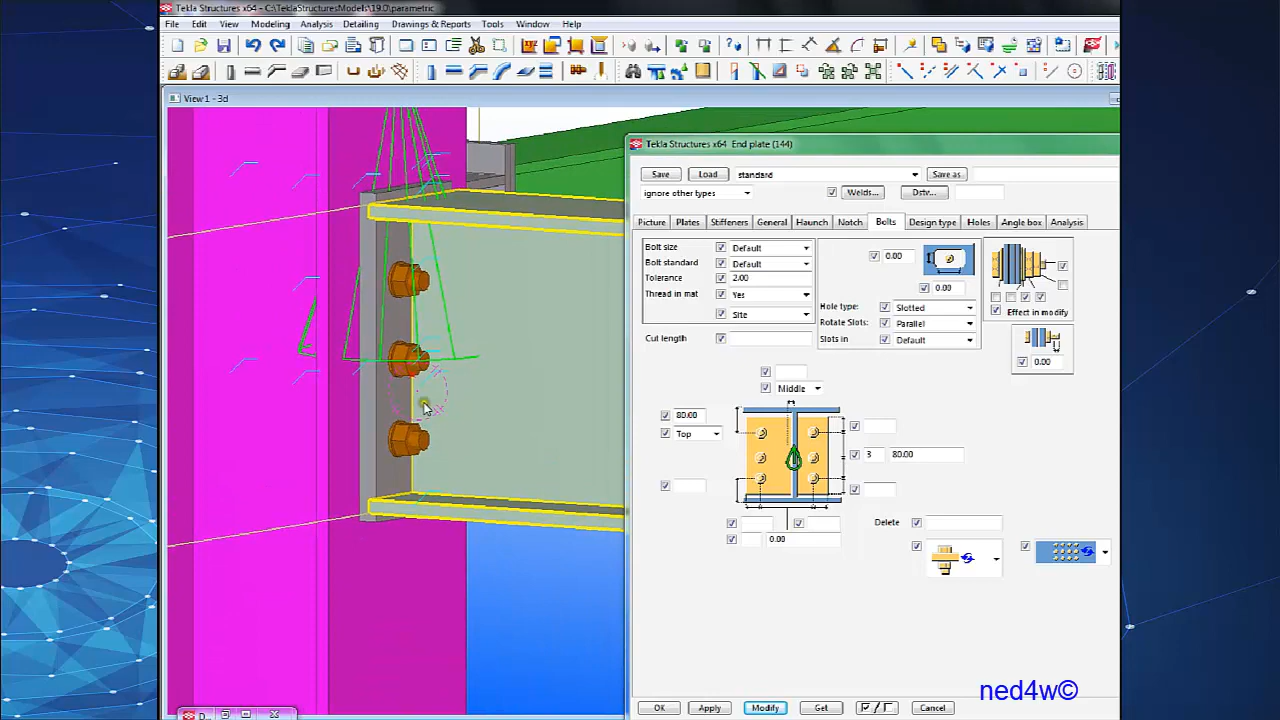 Tekla Structures x64 - C:\TeklaStructuresModels\19.0\parametric
File Edit View Modeling Analysis Detailing Drawings & Reports Tools Window Help
View 1 - 3d
Tekla Structures x64 End plate (144)
Save Load standard Save as
ignore other types Welds...
Picture Plates Stiffeners General Haunch Notch Bolts Design type Holes Angle box Analysis
Bolt size Default 0.00
Bolt standard Default
Tolerance 2.00 0.00
Thread in mat Yes Hole type: Slotted Effect in modify
Site Rotate Slots: Parallel
Cut length Slots in Default 0.00
Middle
80.00
Top
3 80.00
Delete
0.00
ned4w©
D...
OK Apply Modify Get Cancel